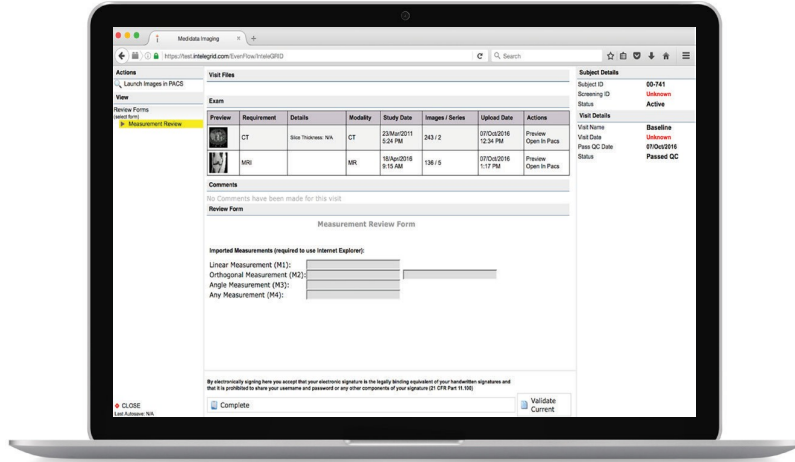 Medidata Imaging
https://test.intelegrid.com/EvenFlow/InteleGRID
Search
Actions
Launch Images in PACS
View
Review Forms
(select form)
Measurement Review
CLOSE
Last Autosave: N/A
Visit Files
Exam
Preview Requirement Details Modality Study Date Images / Series Upload Date Actions
CT Slice Thickness: N/A CT 23/Mar/2011 5:24 PM 243 / 2 07/Oct/2016 12:34 PM Preview Open In Pacs
MRI MR 18/Apr/2016 9:15 AM 136 / 5 07/Oct/2016 1:17 PM Preview Open In Pacs
Comments
No Comments have been made for this visit
Review Form
Measurement Review Form
Imported Measurements (required to use Internet Explorer):
Linear Measurement (M1):
Orthogonal Measurement (M2):
Angle Measurement (M3):
Any Measurement (M4):
By electronically signing here you accept that your electronic signature is the legally binding equivalent of your handwritten signatures and
that it is prohibited to share your username and password or any other components of your signature (21 CFR Part 11.100)
Complete
Validate
Current
Subject Details
Subject ID 00-741
Screening ID Unknown
Status Active
Visit Details
Visit Name Baseline
Visit Date Unknown
Pass QC Date 07/Oct/2016
Status Passed QC